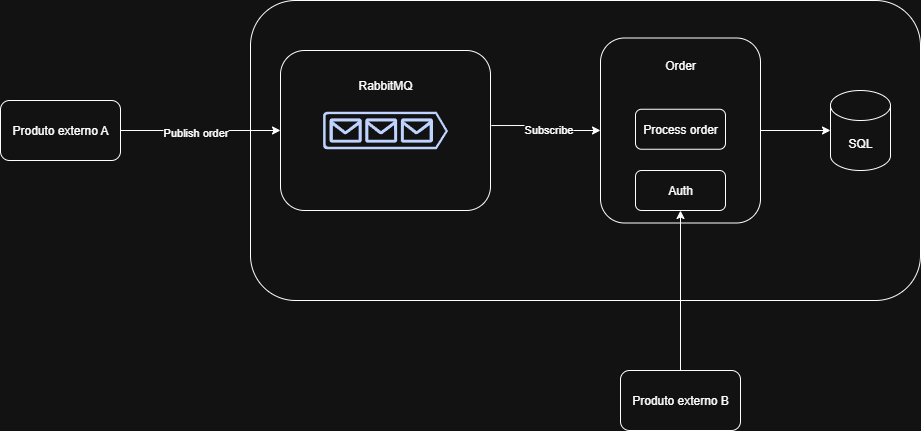 RabbitMQ
Order
Produto externo A
Publish order
Subscribe
Process order
SQL
Auth
Produto externo B